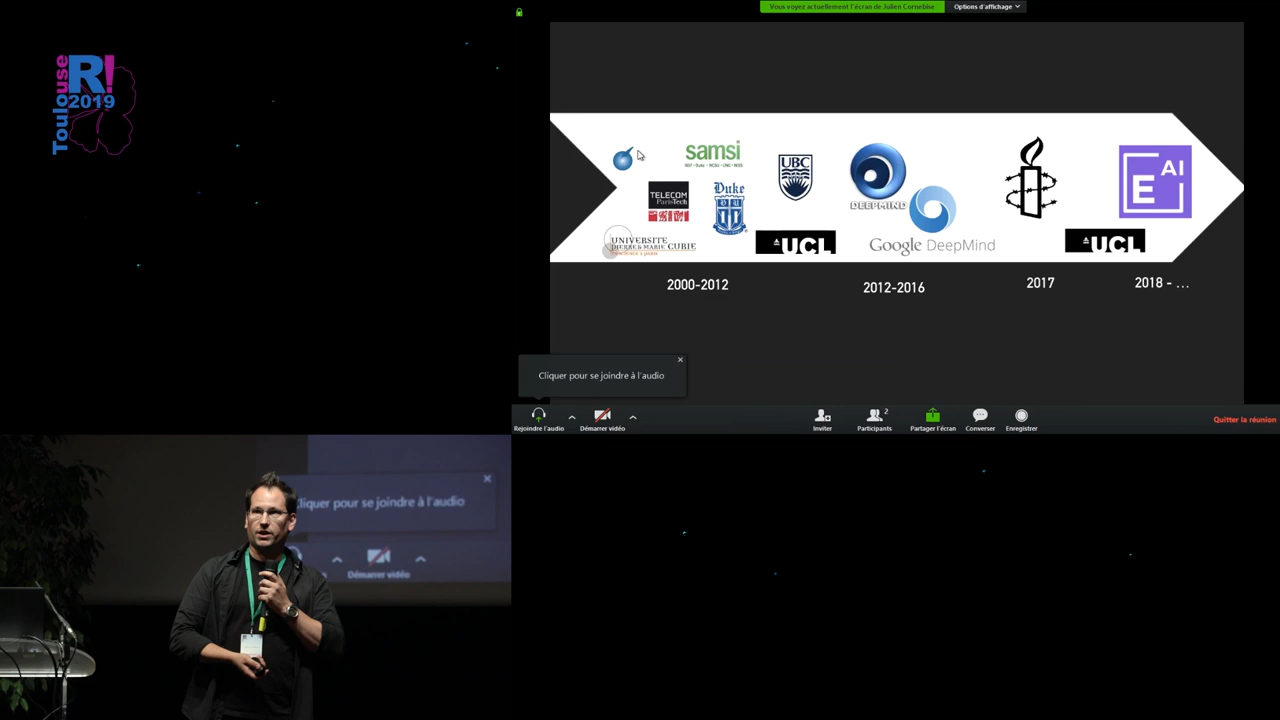 Vous voyez actuellement l'écran de Julien Cornebise
Options d'affichage
Toulouse
R!
2019
samsi
UBC
TELECOM
ParisTech
Duke
DEEPMIND
AI
E
UNIVERSITE
PIERRE & MARIE CURIE
UCL
Google DeepMind
UCL
2000-2012
2012-2016
2017
2018 - ...
Cliquer pour se joindre à l'audio
Rejoindre l'audio
Démarrer vidéo
Inviter
2
Participants
Partager l'écran
Converser
Enregistrer
Quitter la réunion
Cliquer pour se joindre à l'audio
Démarrer vidéo